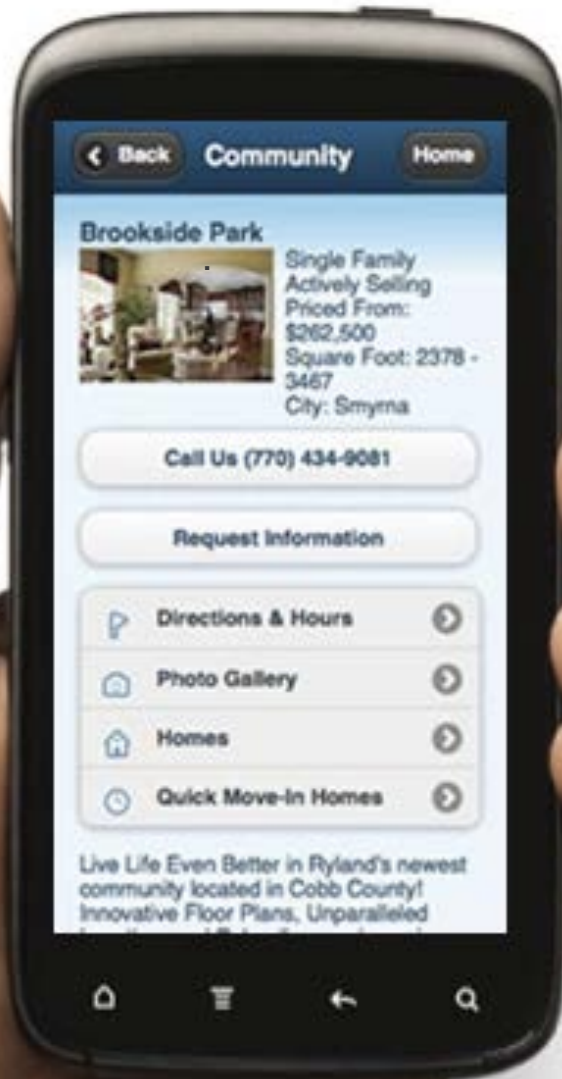 Back Community Home
Brookside Park
Single Family
Actively Selling
Priced From:
$262,500
Square Foot: 2378 -
3467
City: Smyrna
Call Us (770) 434-9081
Request Information
Directions & Hours
Photo Gallery
Homes
Quick Move-In Homes
Live Life Even Better in Ryland's newest
community located in Cobb County!
Innovative Floor Plans, Unparalleled